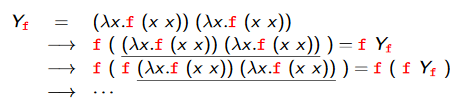 Y_f = (λx.f (x x)) (λx.f (x x))
⟶ f ( (λx.f (x x)) (λx.f (x x)) ) = f Y_f
⟶ f ( f (λx.f (x x)) (λx.f (x x)) ) = f ( f Y_f )
⟶ ⋯